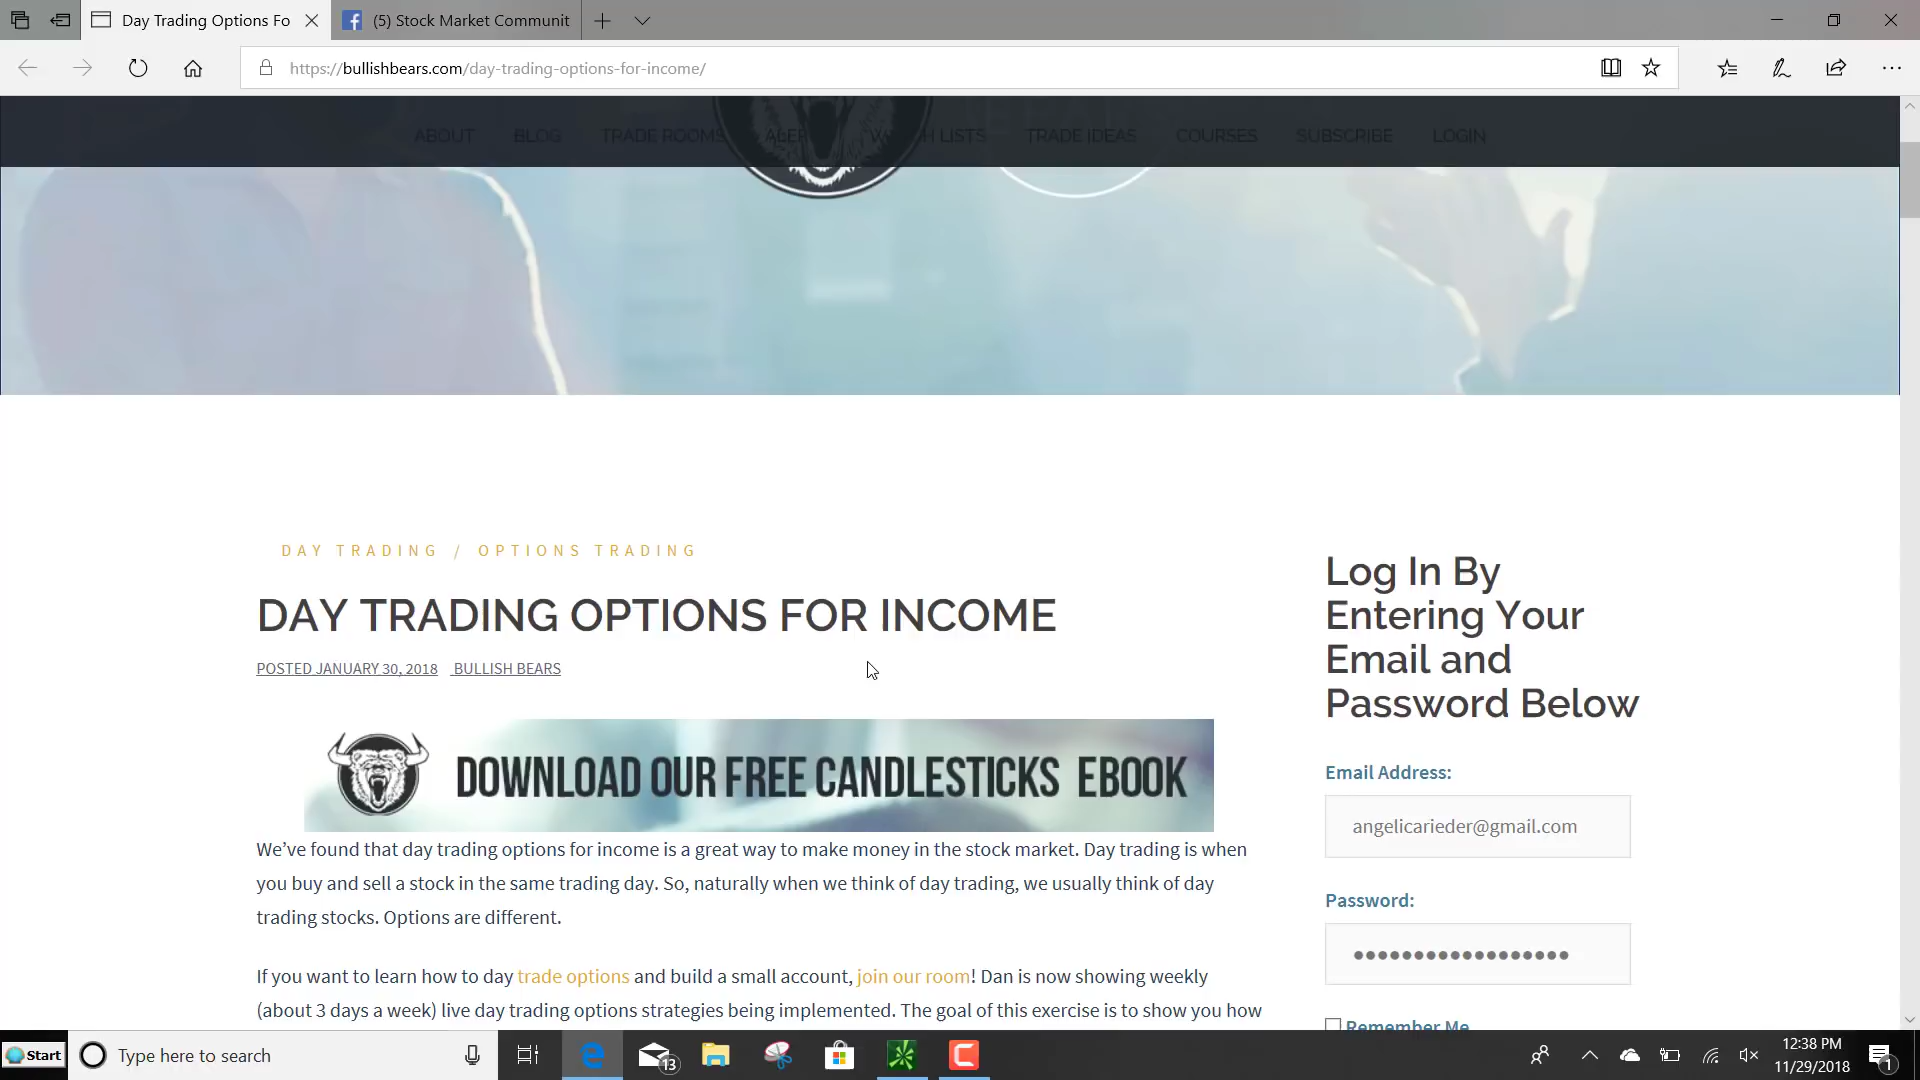 Day Trading Options Fo
(5) Stock Market Communit
https://bullishbears.com/day-trading-options-for-income/
ABOUT BLOG TRADE ROOMS LISTS TRADE IDEAS COURSES SUBSCRIBE LOGIN
DAY TRADING / OPTIONS TRADING
DAY TRADING OPTIONS FOR INCOME
POSTED JANUARY 30, 2018 BULLISH BEARS
DOWNLOAD OUR FREE CANDLESTICKS EBOOK
We've found that day trading options for income is a great way to make money in the stock market. Day trading is when
you buy and sell a stock in the same trading day. So, naturally when we think of day trading, we usually think of day
trading stocks. Options are different.
If you want to learn how to day trade options and build a small account, join our room! Dan is now showing weekly
(about 3 days a week) live day trading options strategies being implemented. The goal of this exercise is to show you how
Log In By
Entering Your
Email and
Password Below
Email Address:
angelicarieder@gmail.com
Password:
Remember Me
Start
Type here to search
13
12:38 PM
11/29/2018
1